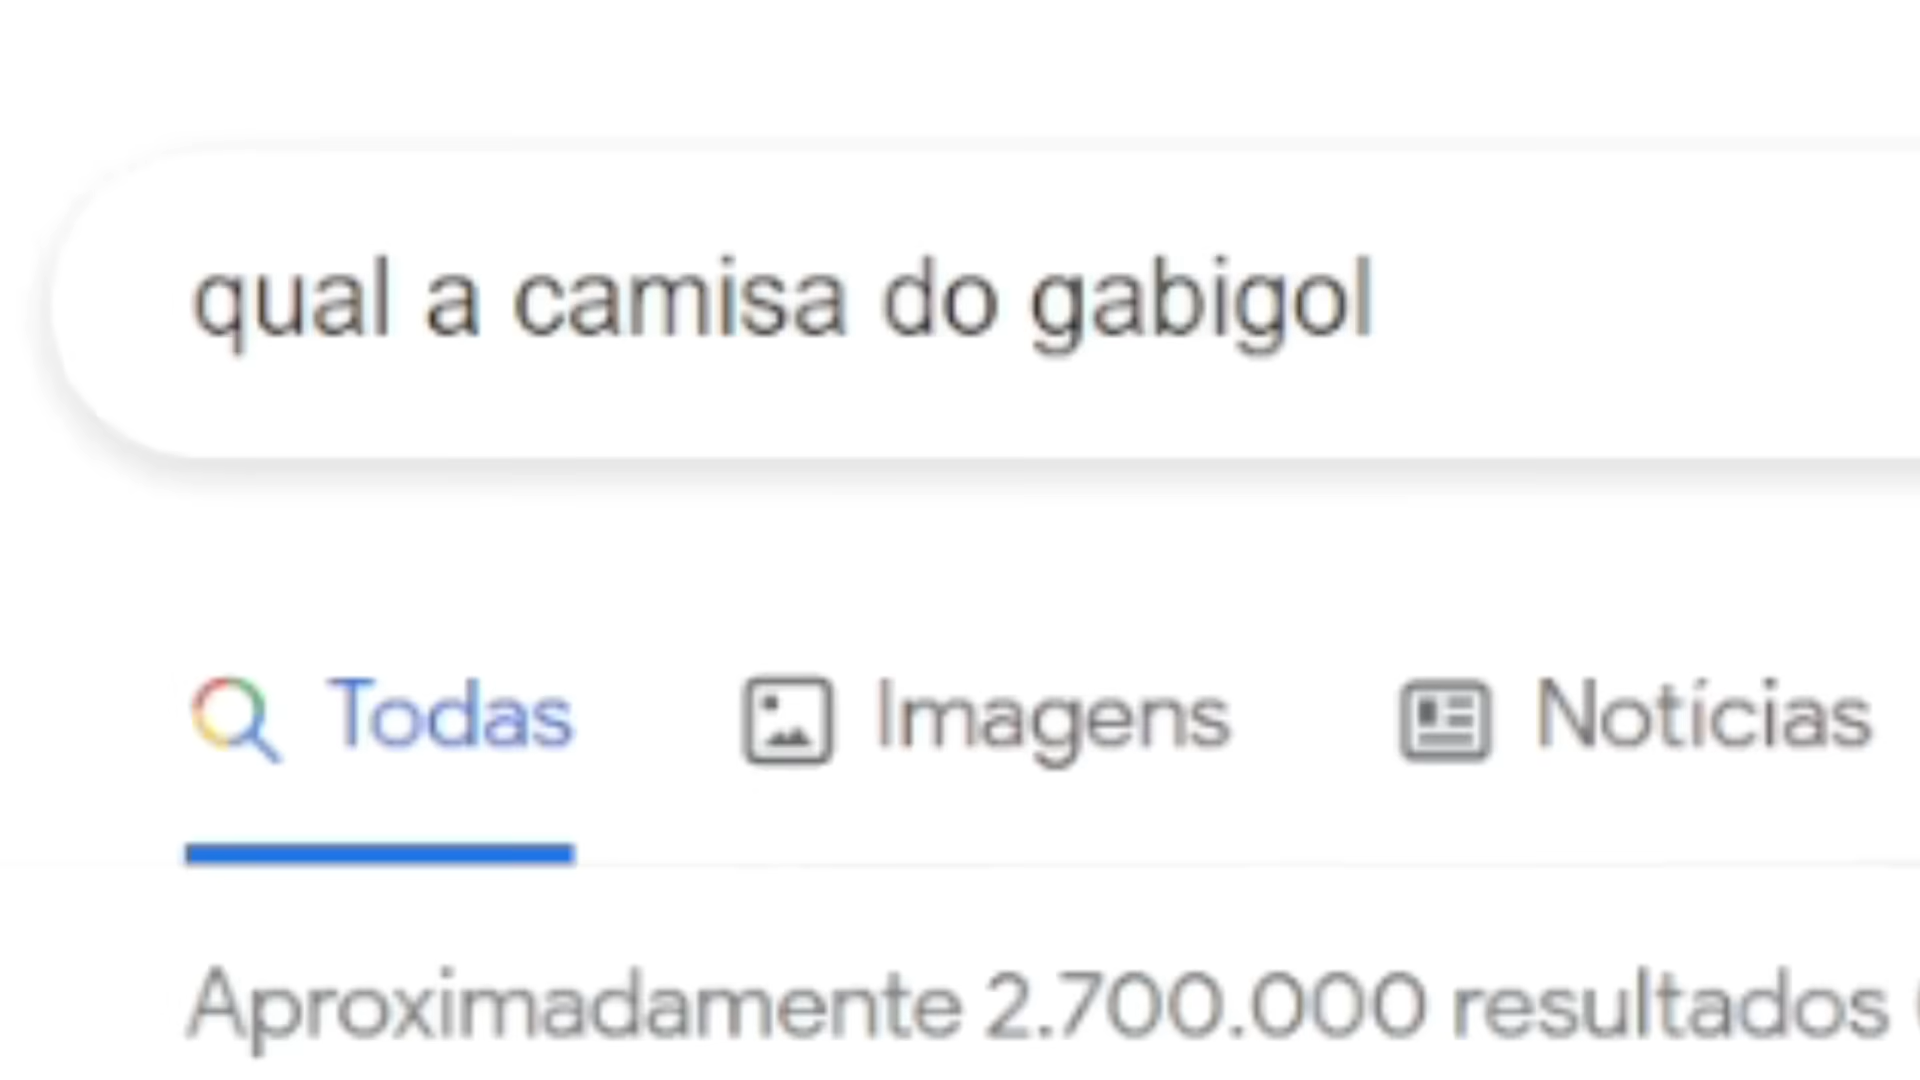 qual a camisa do gabigol
Todas Imagens Notícias
Aproximadamente 2.700.000 resultados (